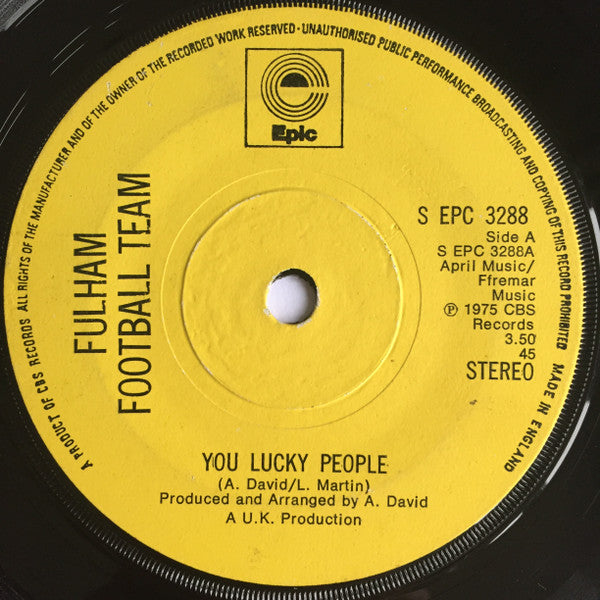 A PRODUCT OF CBS RECORDS ALL RIGHTS OF THE MANUFACTURER AND OF THE OWNER OF THE RECORDED WORK RESERVED · UNAUTHORISED PUBLIC PERFORMANCE BROADCASTING AND COPYING OF THIS RECORD PROHIBITED MADE IN ENGLAND
Epic
FULHAM
FOOTBALL TEAM
S EPC 3288
Side A
S EPC 3288A
April Music/
Ffremar
Music
℗ 1975 CBS
Records
3.50
45
STEREO
YOU LUCKY PEOPLE
(A. David/L. Martin)
Produced and Arranged by A. David
A U.K. Production